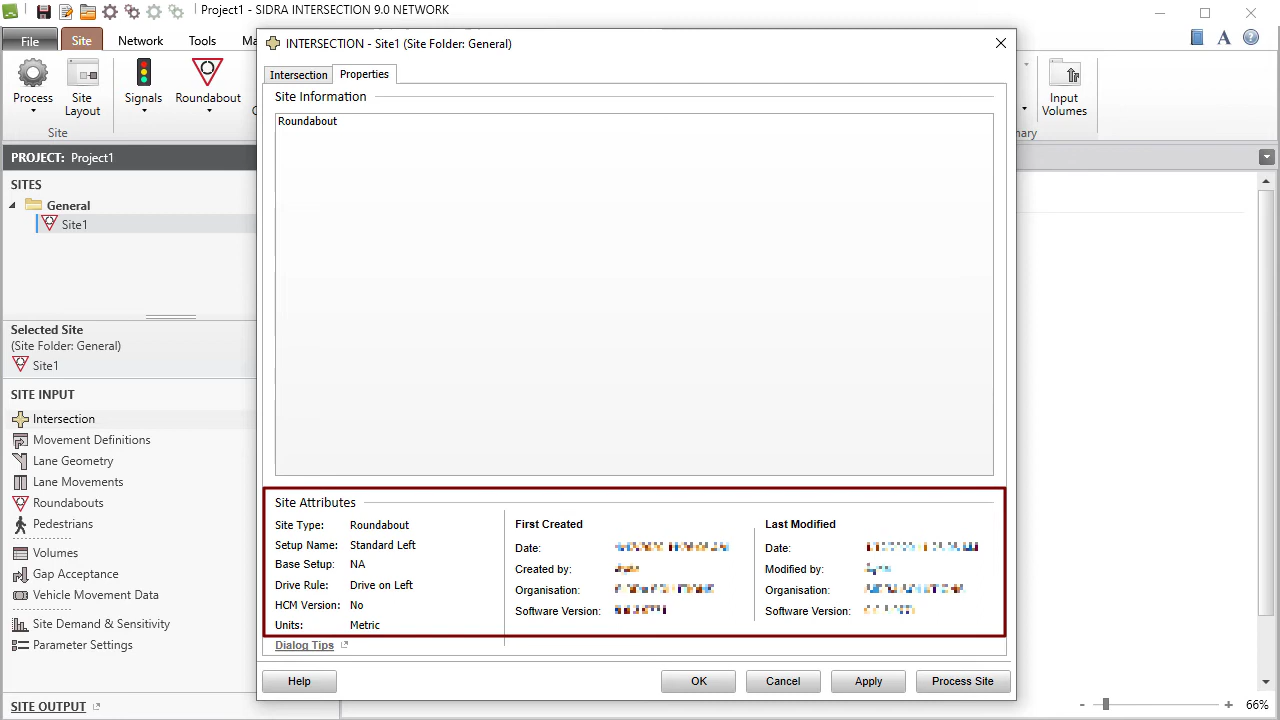 Project1 - SIDRA INTERSECTION 9.0 NETWORK
File
Site
Network
Tools
INTERSECTION - Site1 (Site Folder: General)
Intersection
Properties
Process
Site Layout
Signals
Roundabout
Input Volumes
Site
Site Information
Roundabout
PROJECT: Project1
SITES
General
Site1
Selected Site
(Site Folder: General)
Site1
SITE INPUT
Intersection
Movement Definitions
Lane Geometry
Lane Movements
Roundabouts
Pedestrians
Volumes
Gap Acceptance
Vehicle Movement Data
Site Demand & Sensitivity
Parameter Settings
SITE OUTPUT
Site Attributes
Site Type: Roundabout
Setup Name: Standard Left
Base Setup: NA
Drive Rule: Drive on Left
HCM Version: No
Units: Metric
First Created
Date:
Created by:
Organisation:
Software Version:
Last Modified
Date:
Modified by:
Organisation:
Software Version:
Dialog Tips
Help
OK
Cancel
Apply
Process Site
66%